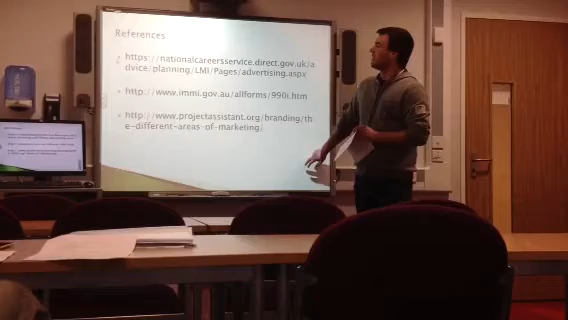 References
https://nationalcareersservice.direct.gov.uk/a
dvice/planning/LMI/Pages/advertising.aspx
http://www.immi.gov.au/allforms/990i.htm
http://www.projectassistant.org/branding/th
e-different-areas-of-marketing/